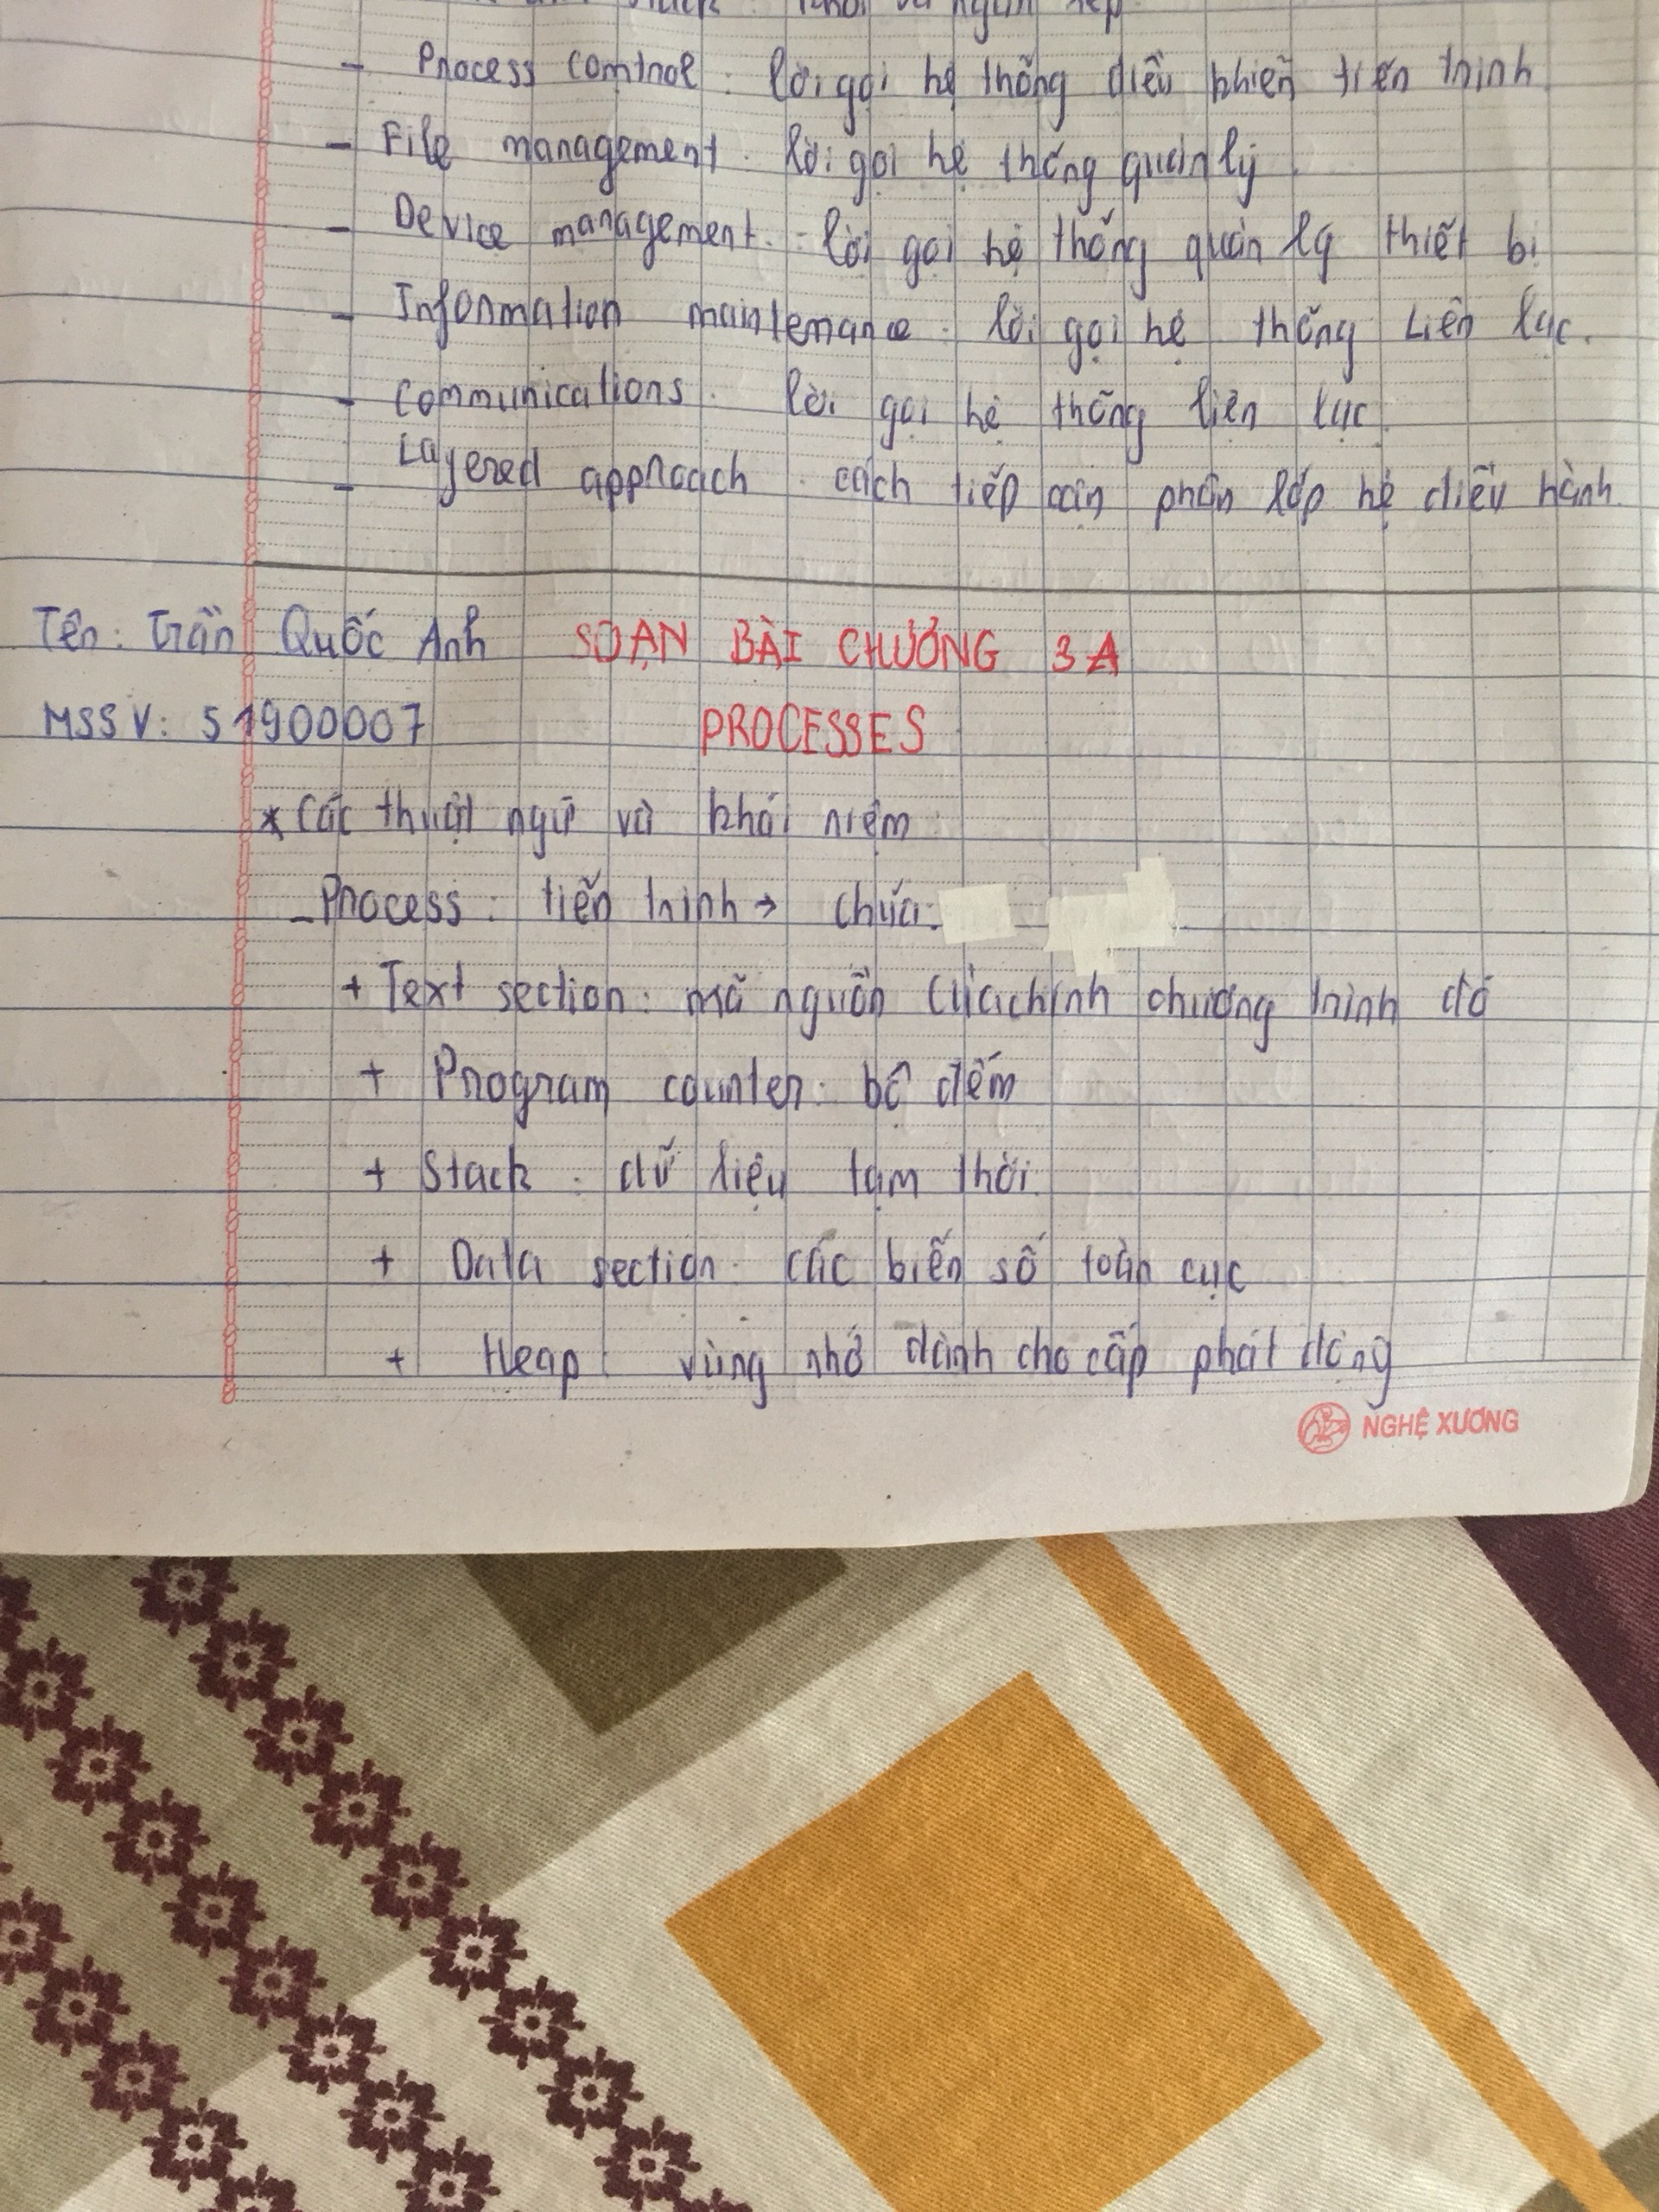 - Process control: lời gọi hệ thống điều khiển tiến trình
- File management: lời gọi hệ thống quản lý
- Device management: lời gọi hệ thống quản lý thiết bị
- Information maintemance: lời gọi hệ thống Liên lạc.
- Communications: lời gọi hệ thống liên lạc
- Layered approach: cách tiếp cận phân lớp hệ điều hành
Tên: Trần Quốc Anh SOẠN BÀI CHƯƠNG 3A
MSSV: 51900007 PROCESSES
* Các thuật ngữ và khái niệm
- Process: tiến trình → chứa:
+ Text section: mã nguồn của chính chương trình đó
+ Program counter: bộ đếm
+ Stack: dữ liệu tạm thời
+ Data section: các biến số toàn cục
+ Heap: vùng nhớ dành cho cấp phát động
NGHỆ XƯƠNG